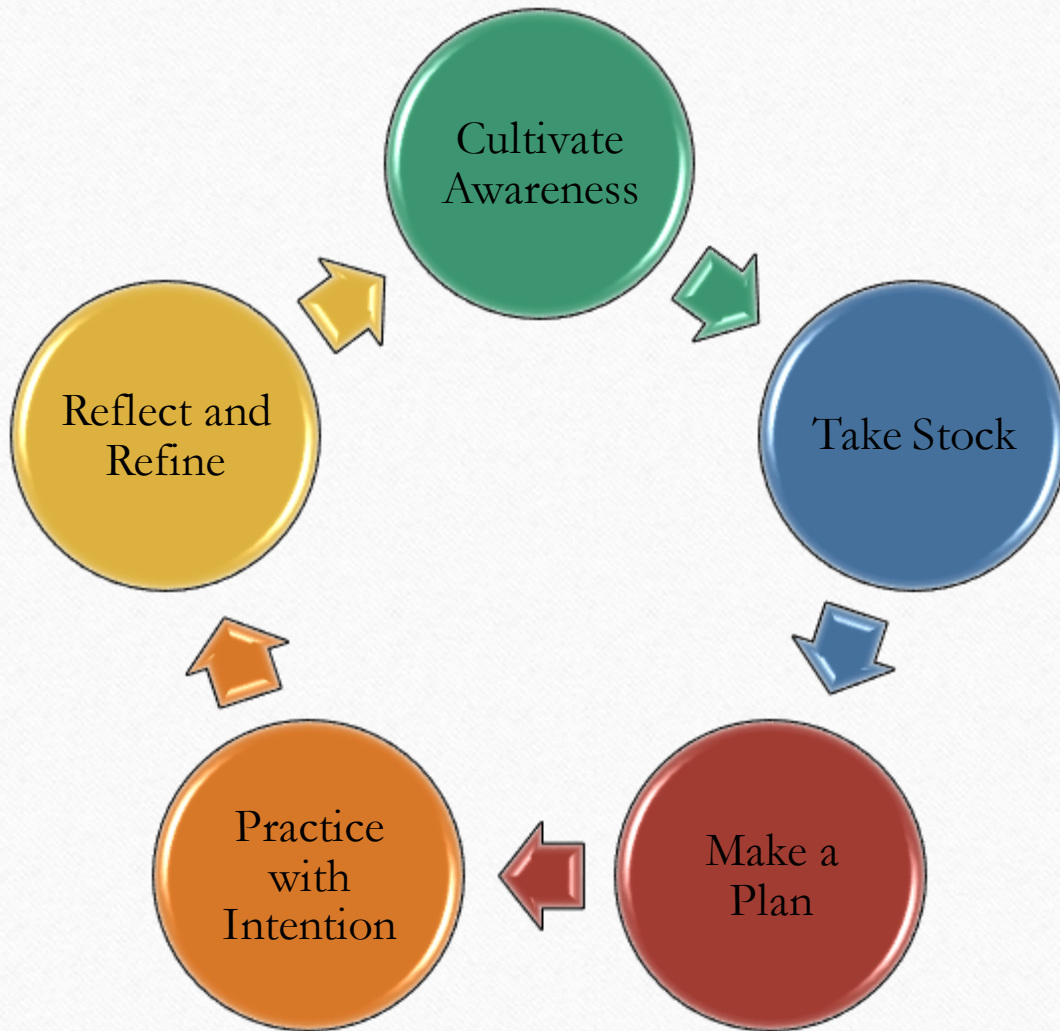 Cultivate
Awareness
Take Stock
Make a
Plan
Practice
with
Intention
Reflect and
Refine